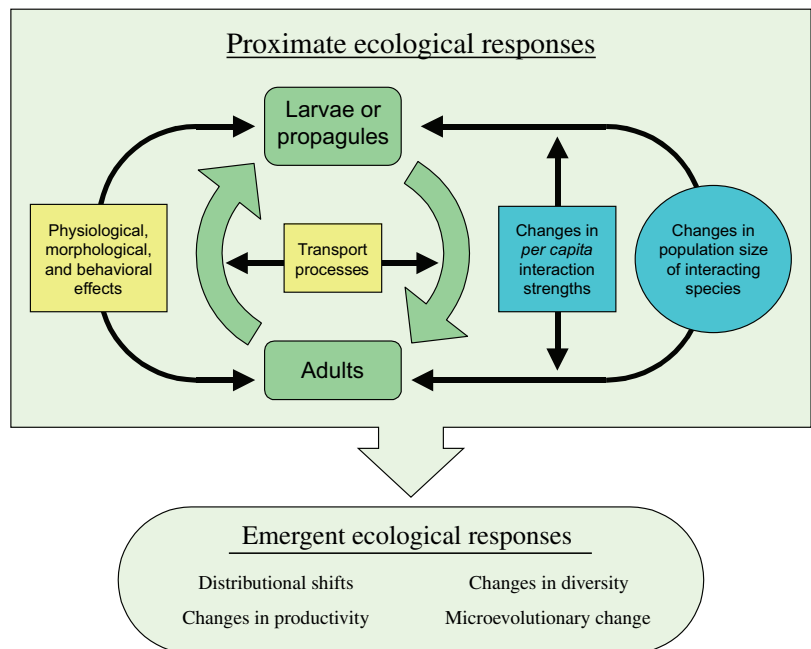 Proximate ecological responses
Larvae or
propagules
Physiological,
morphological,
and behavioral
effects
Transport
processes
Changes in
per capita
interaction
strengths
Changes in
population size
of interacting
species
Adults
Emergent ecological responses
Distributional shifts
Changes in diversity
Changes in productivity
Microevolutionary change